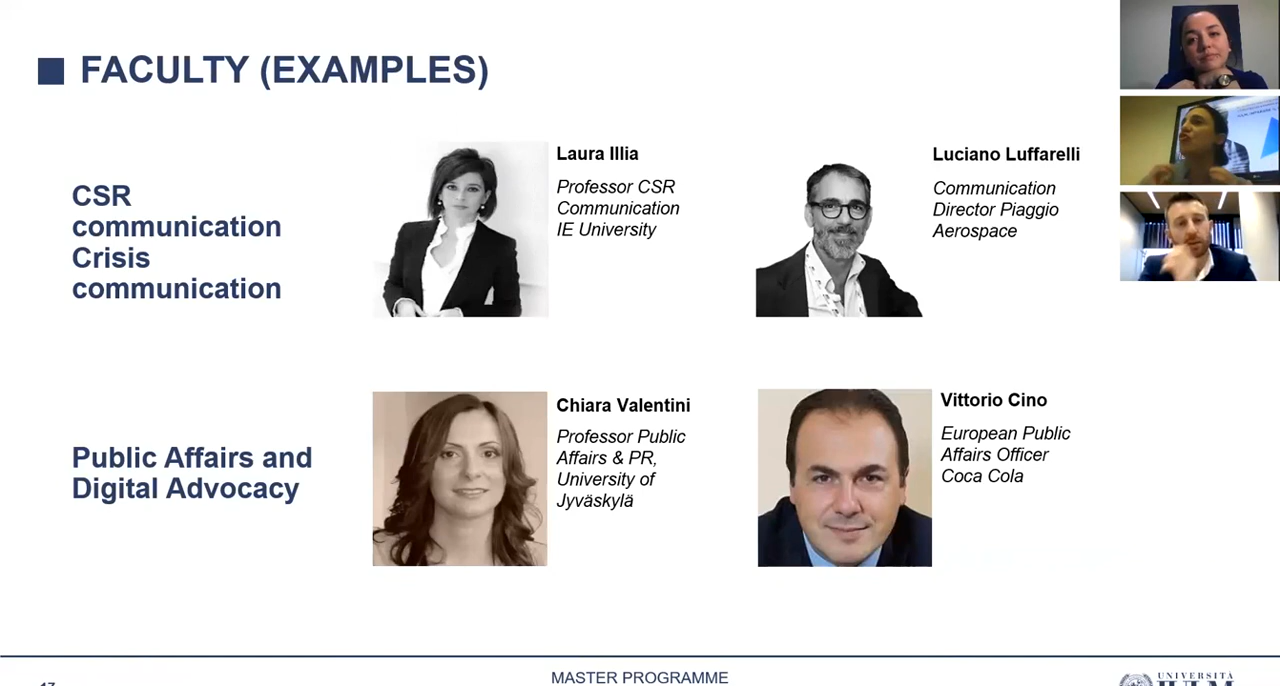 FACULTY (EXAMPLES)
CSR
communication
Crisis
communication
Laura Illia
Professor CSR
Communication
IE University
Luciano Luffarelli
Communication
Director Piaggio
Aerospace
Public Affairs and
Digital Advocacy
Chiara Valentini
Professor Public
Affairs & PR,
University of
Jyväskylä
Vittorio Cino
European Public
Affairs Officer
Coca Cola
MASTER PROGRAMME
UNIVERSITÀ